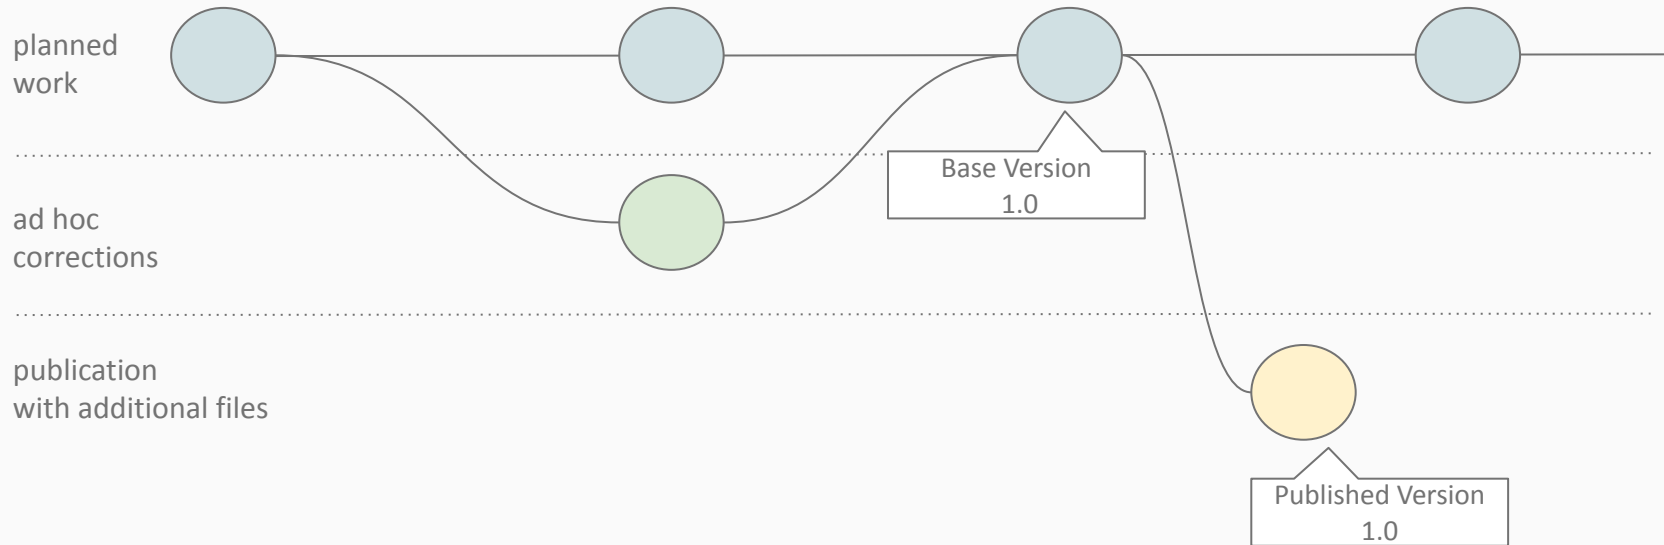 planned
work
Base Version
1.0
ad hoc
corrections
publication
with additional files
Published Version
1.0